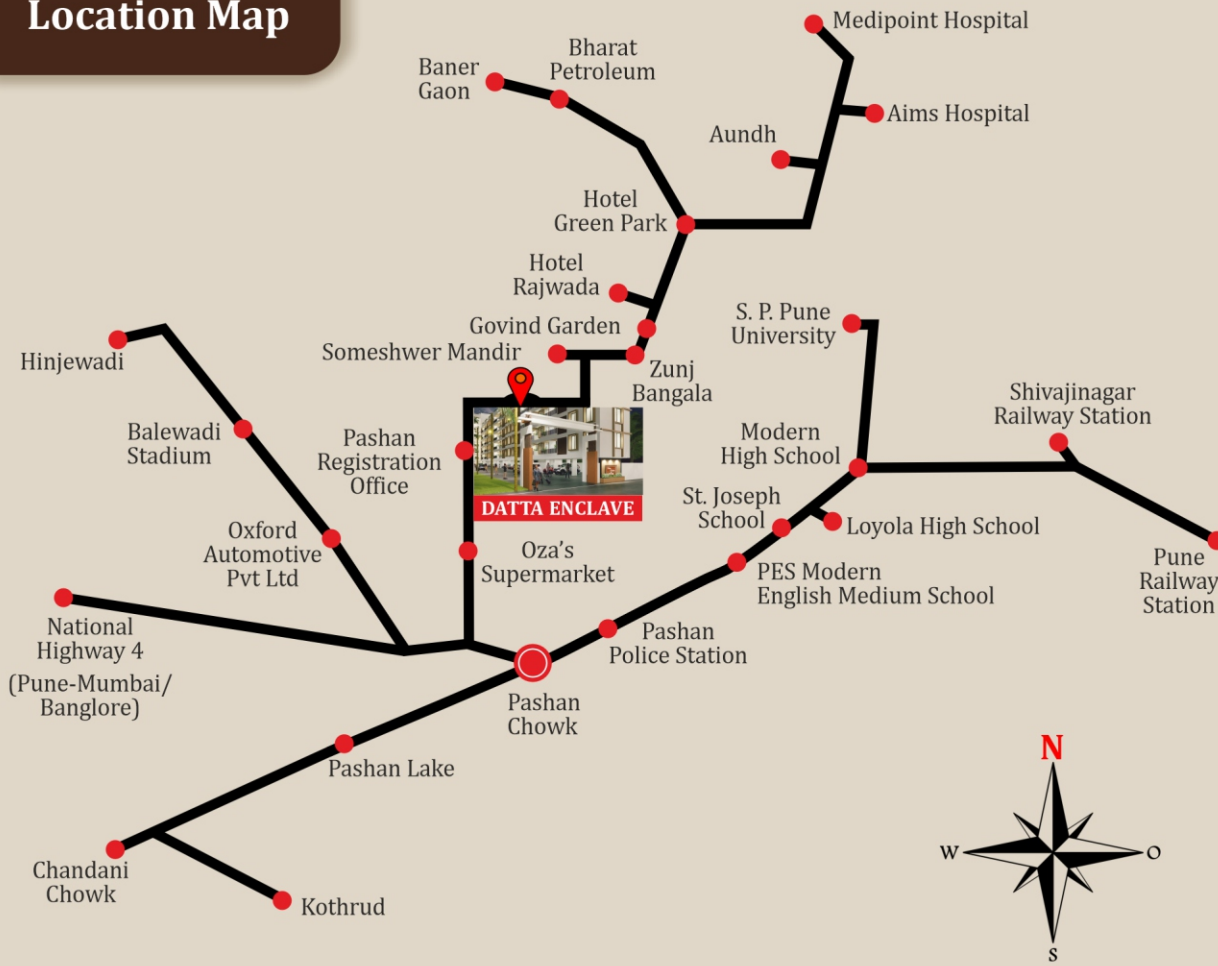 Location Map
Medipoint Hospital
Bharat
Petroleum
Baner
Gaon
Aims Hospital
Aundh
Hotel
Green Park
Hotel
Rajwada
S. P. Pune
University
Govind Garden
Someshwer Mandir
Hinjewadi
Zunj
Bangala
Shivajinagar
Railway Station
Balewadi
Stadium
Pashan
Registration
Office
Modern
High School
DATTA ENCLAVE
St. Joseph
School
Loyola High School
Oxford
Automotive
Pvt Ltd
Oza's
Supermarket
PES Modern
English Medium School
Pune
Railway
Station
National
Highway 4
(Pune-Mumbai/
Banglore)
Pashan
Police Station
Pashan
Chowk
Pashan Lake
Chandani
Chowk
Kothrud
N
W
O
S